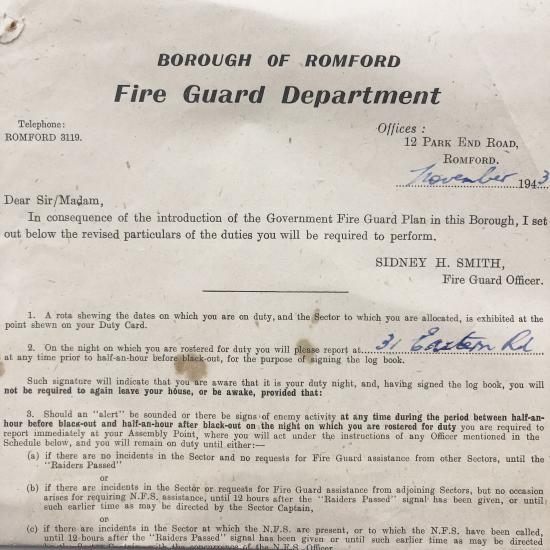 BOROUGH OF ROMFORD
Fire Guard Department
Telephone:
ROMFORD 3119.
Offices :
12 PARK END ROAD,
ROMFORD.
November 1943
Dear Sir/Madam,
In consequence of the introduction of the Government Fire Guard Plan in this Borough, I set
out below the revised particulars of the duties you will be required to perform.
SIDNEY H. SMITH,
Fire Guard Officer.
1. A rota shewing the dates on which you are on duty, and the Sector to which you are allocated, is exhibited at the
point shewn on your Duty Card.
2. On the night on which you are rostered for duty you will please report at 31 Eastern Rd
at any time prior to half-an-hour before black-out, for the purpose of signing the log book.
Such signature will indicate that you are aware that it is your duty night, and, having signed the log book, you will
not be required to again leave your house, or be awake, provided that:
3. Should an "alert" be sounded or there be signs of enemy activity at any time during the period between half-an-
hour before black-out and half-an-hour after black-out on the night on which you are rostered for duty you are required to
report immediately at your Assembly Point, where you will act under the instructions of any Officer mentioned in the
Schedule below, and you will remain on duty until either:—
(a) if there are no incidents in the Sector and no requests for Fire Guard assistance from other Sectors, until the
"Raiders Passed"
or
(b) if there are incidents in the Sector or requests for Fire Guard assistance from adjoining Sectors, but no occasion
arises for requiring N.F.S. assistance, until 12 hours after the "Raiders Passed" signal has been given, or until
such earlier time as may be directed by the Sector Captain,
or
(c) if there are incidents in the Sector at which the N.F.S. are present, or to which the N.F.S. have been called,
until 12 hours after the "Raiders Passed" signal has been given or until such earlier time as may be directed
by the Sector Captain with the concurrence of the N.F.S. Officer